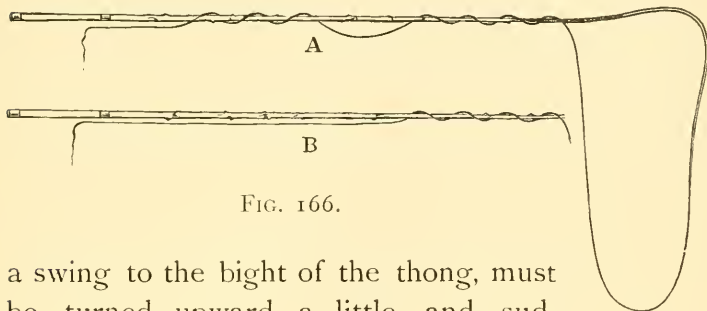 A
B
FIG. 166.
a swing to the bight of the thong, must
be turned upward a little and sud-